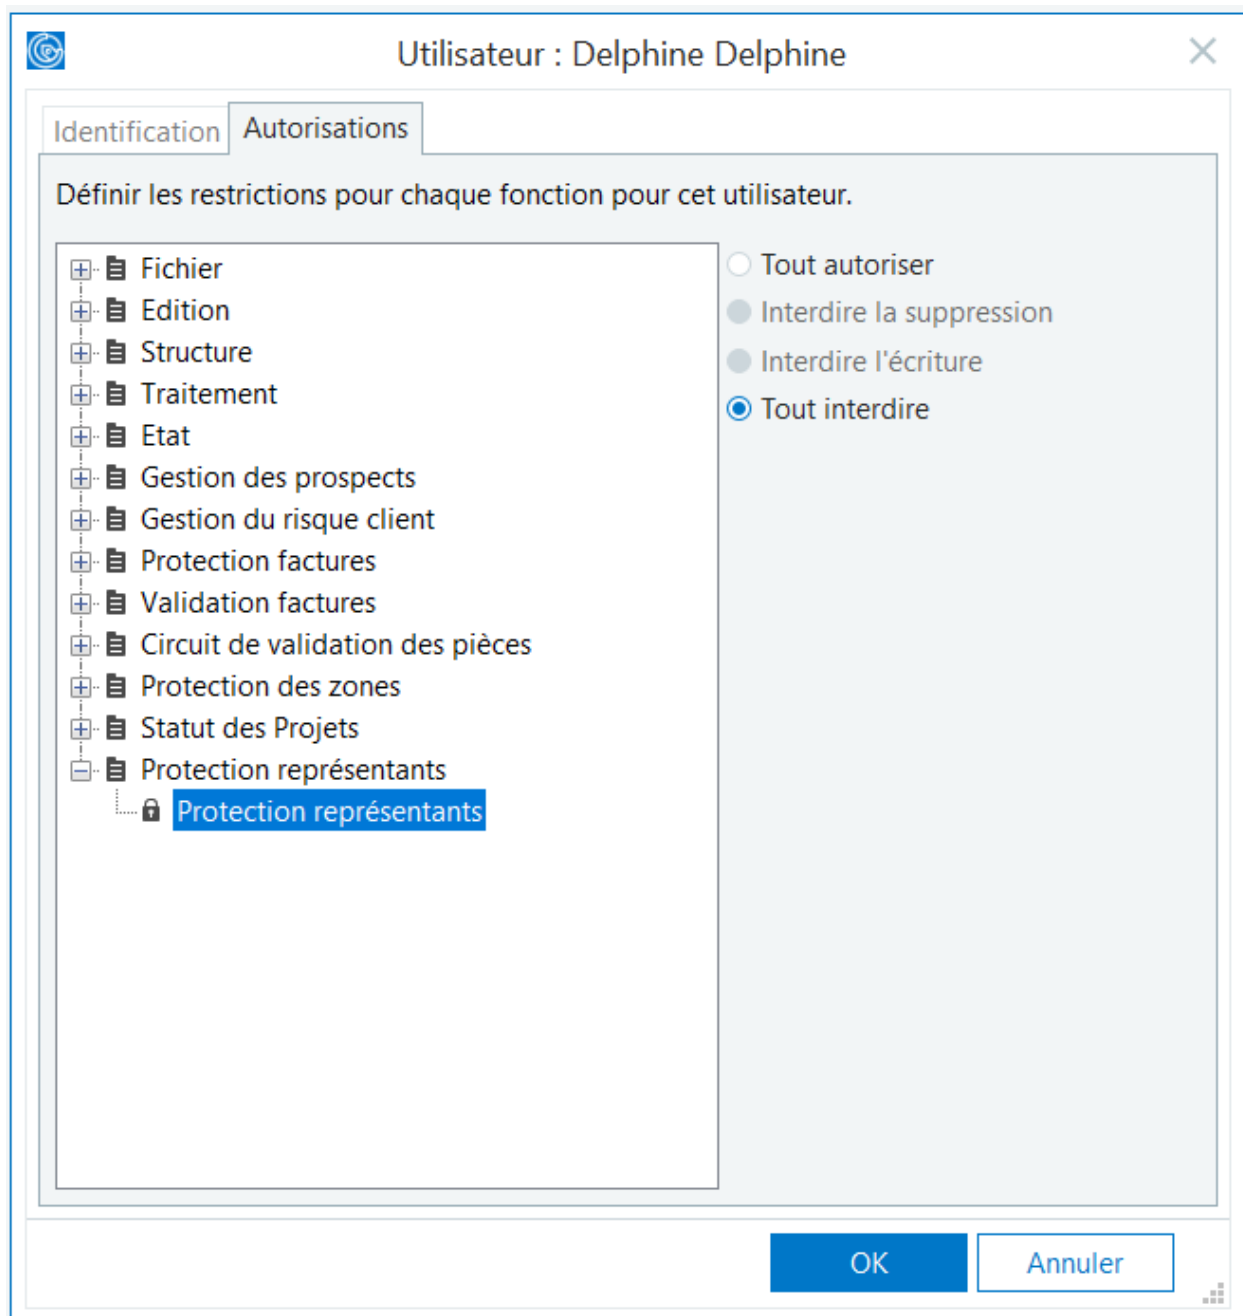 Utilisateur : Delphine Delphine
Identification
Autorisations
Définir les restrictions pour chaque fonction pour cet utilisateur.
Fichier
Edition
Structure
Traitement
Etat
Gestion des prospects
Gestion du risque client
Protection factures
Validation factures
Circuit de validation des pièces
Protection des zones
Statut des Projets
Protection représentants
Protection représentants
Tout autoriser
Interdire la suppression
Interdire l'écriture
Tout interdire
OK
Annuler